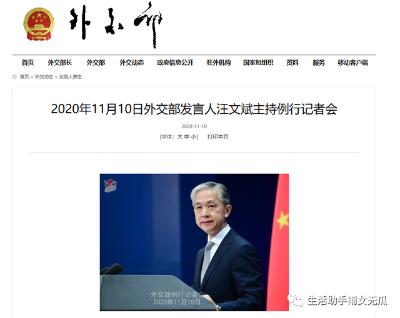 外交部
首页 外交部长 外交部 外交动态 政府信息公开 驻外机构 国家和组织 资料 服务 移动客户端
首页 > 外交动态 > 发言人表态
2020年11月10日外交部发言人汪文斌主持例行记者会
2020-11-10
[字体: 大 中 小] 打印本页
外交部例行记者会
2020年11月10日
生活助手雨女无瓜